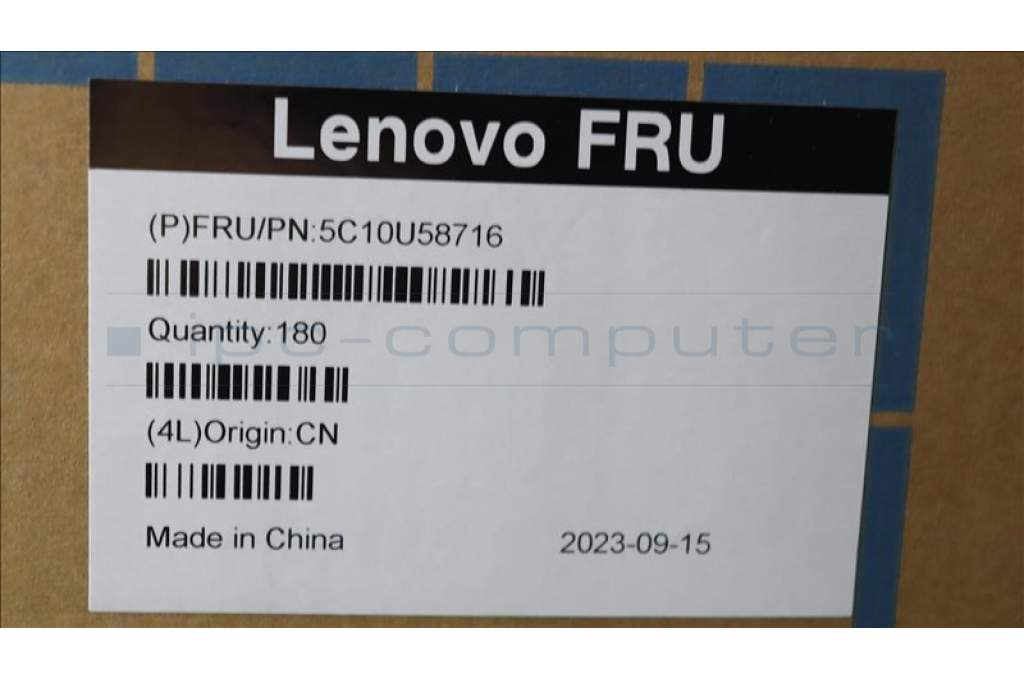 Lenovo FRU
(P)FRU/PN:5C10U58716
Quantity:180
ipc-computer
(4L)Origin:CN
Made in China 2023-09-15